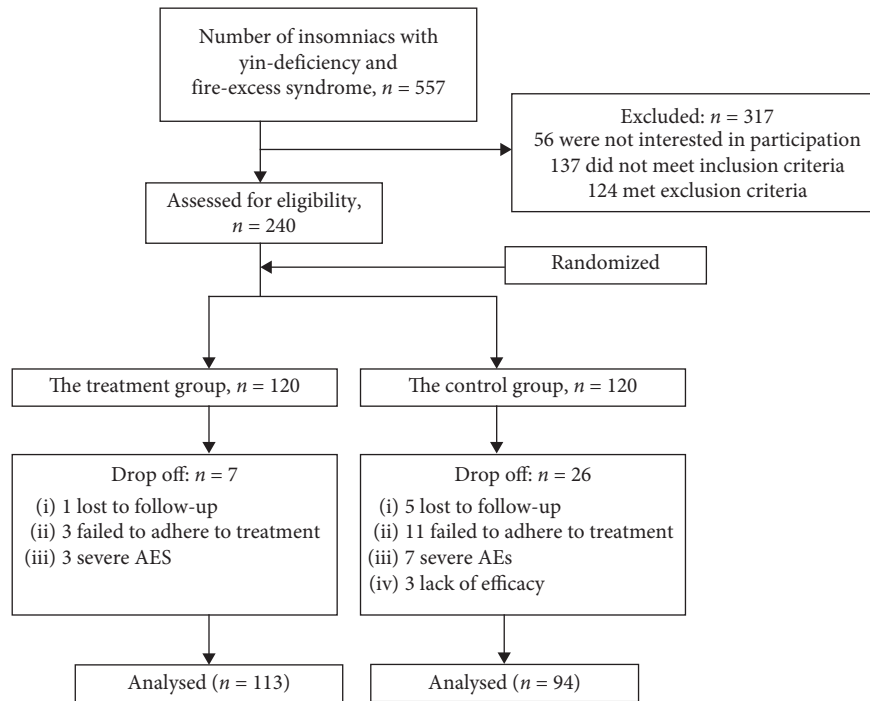 Number of insomniacs with
yin-deficiency and
fire-excess syndrome, n = 557
Excluded: n = 317
56 were not interested in participation
137 did not meet inclusion criteria
124 met exclusion criteria
Assessed for eligibility,
n = 240
Randomized
The treatment group, n = 120
The control group, n = 120
Drop off: n = 7
(i) 1 lost to follow-up
(ii) 3 failed to adhere to treatment
(iii) 3 severe AES
Drop off: n = 26
(i) 5 lost to follow-up
(ii) 11 failed to adhere to treatment
(iii) 7 severe AEs
(iv) 3 lack of efficacy
Analysed (n = 113)
Analysed (n = 94)